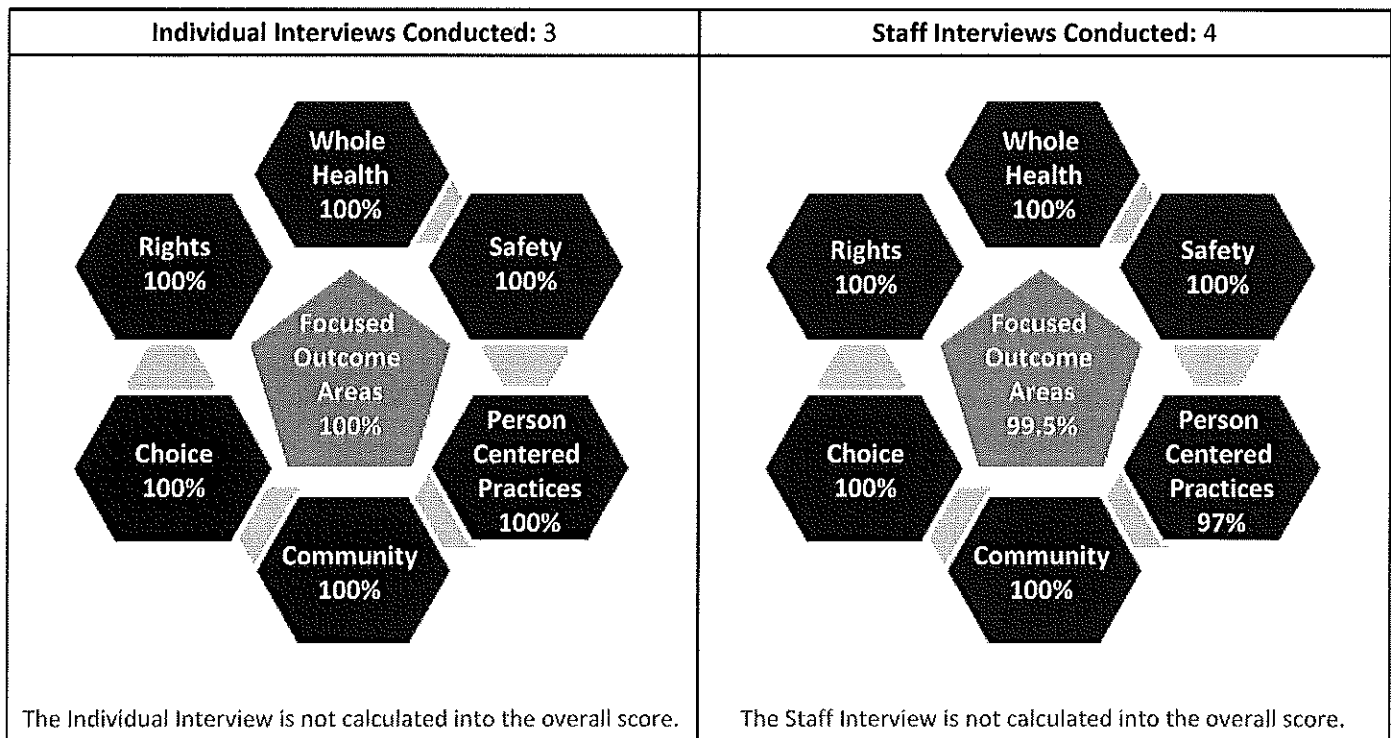 Individual Interviews Conducted: 3
Whole
Health
100%
Rights
100%
Safety
100%
Focused
Outcome
Areas
100%
Choice
100%
Person
Centered
Practices
100%
Community
100%
The Individual Interview is not calculated into the overall score.
Staff Interviews Conducted: 4
Whole
Health
100%
Rights
100%
Safety
100%
Focused
Outcome
Areas
99.5%
Choice
100%
Person
Centered
Practices
97%
Community
100%
The Staff Interview is not calculated into the overall score.